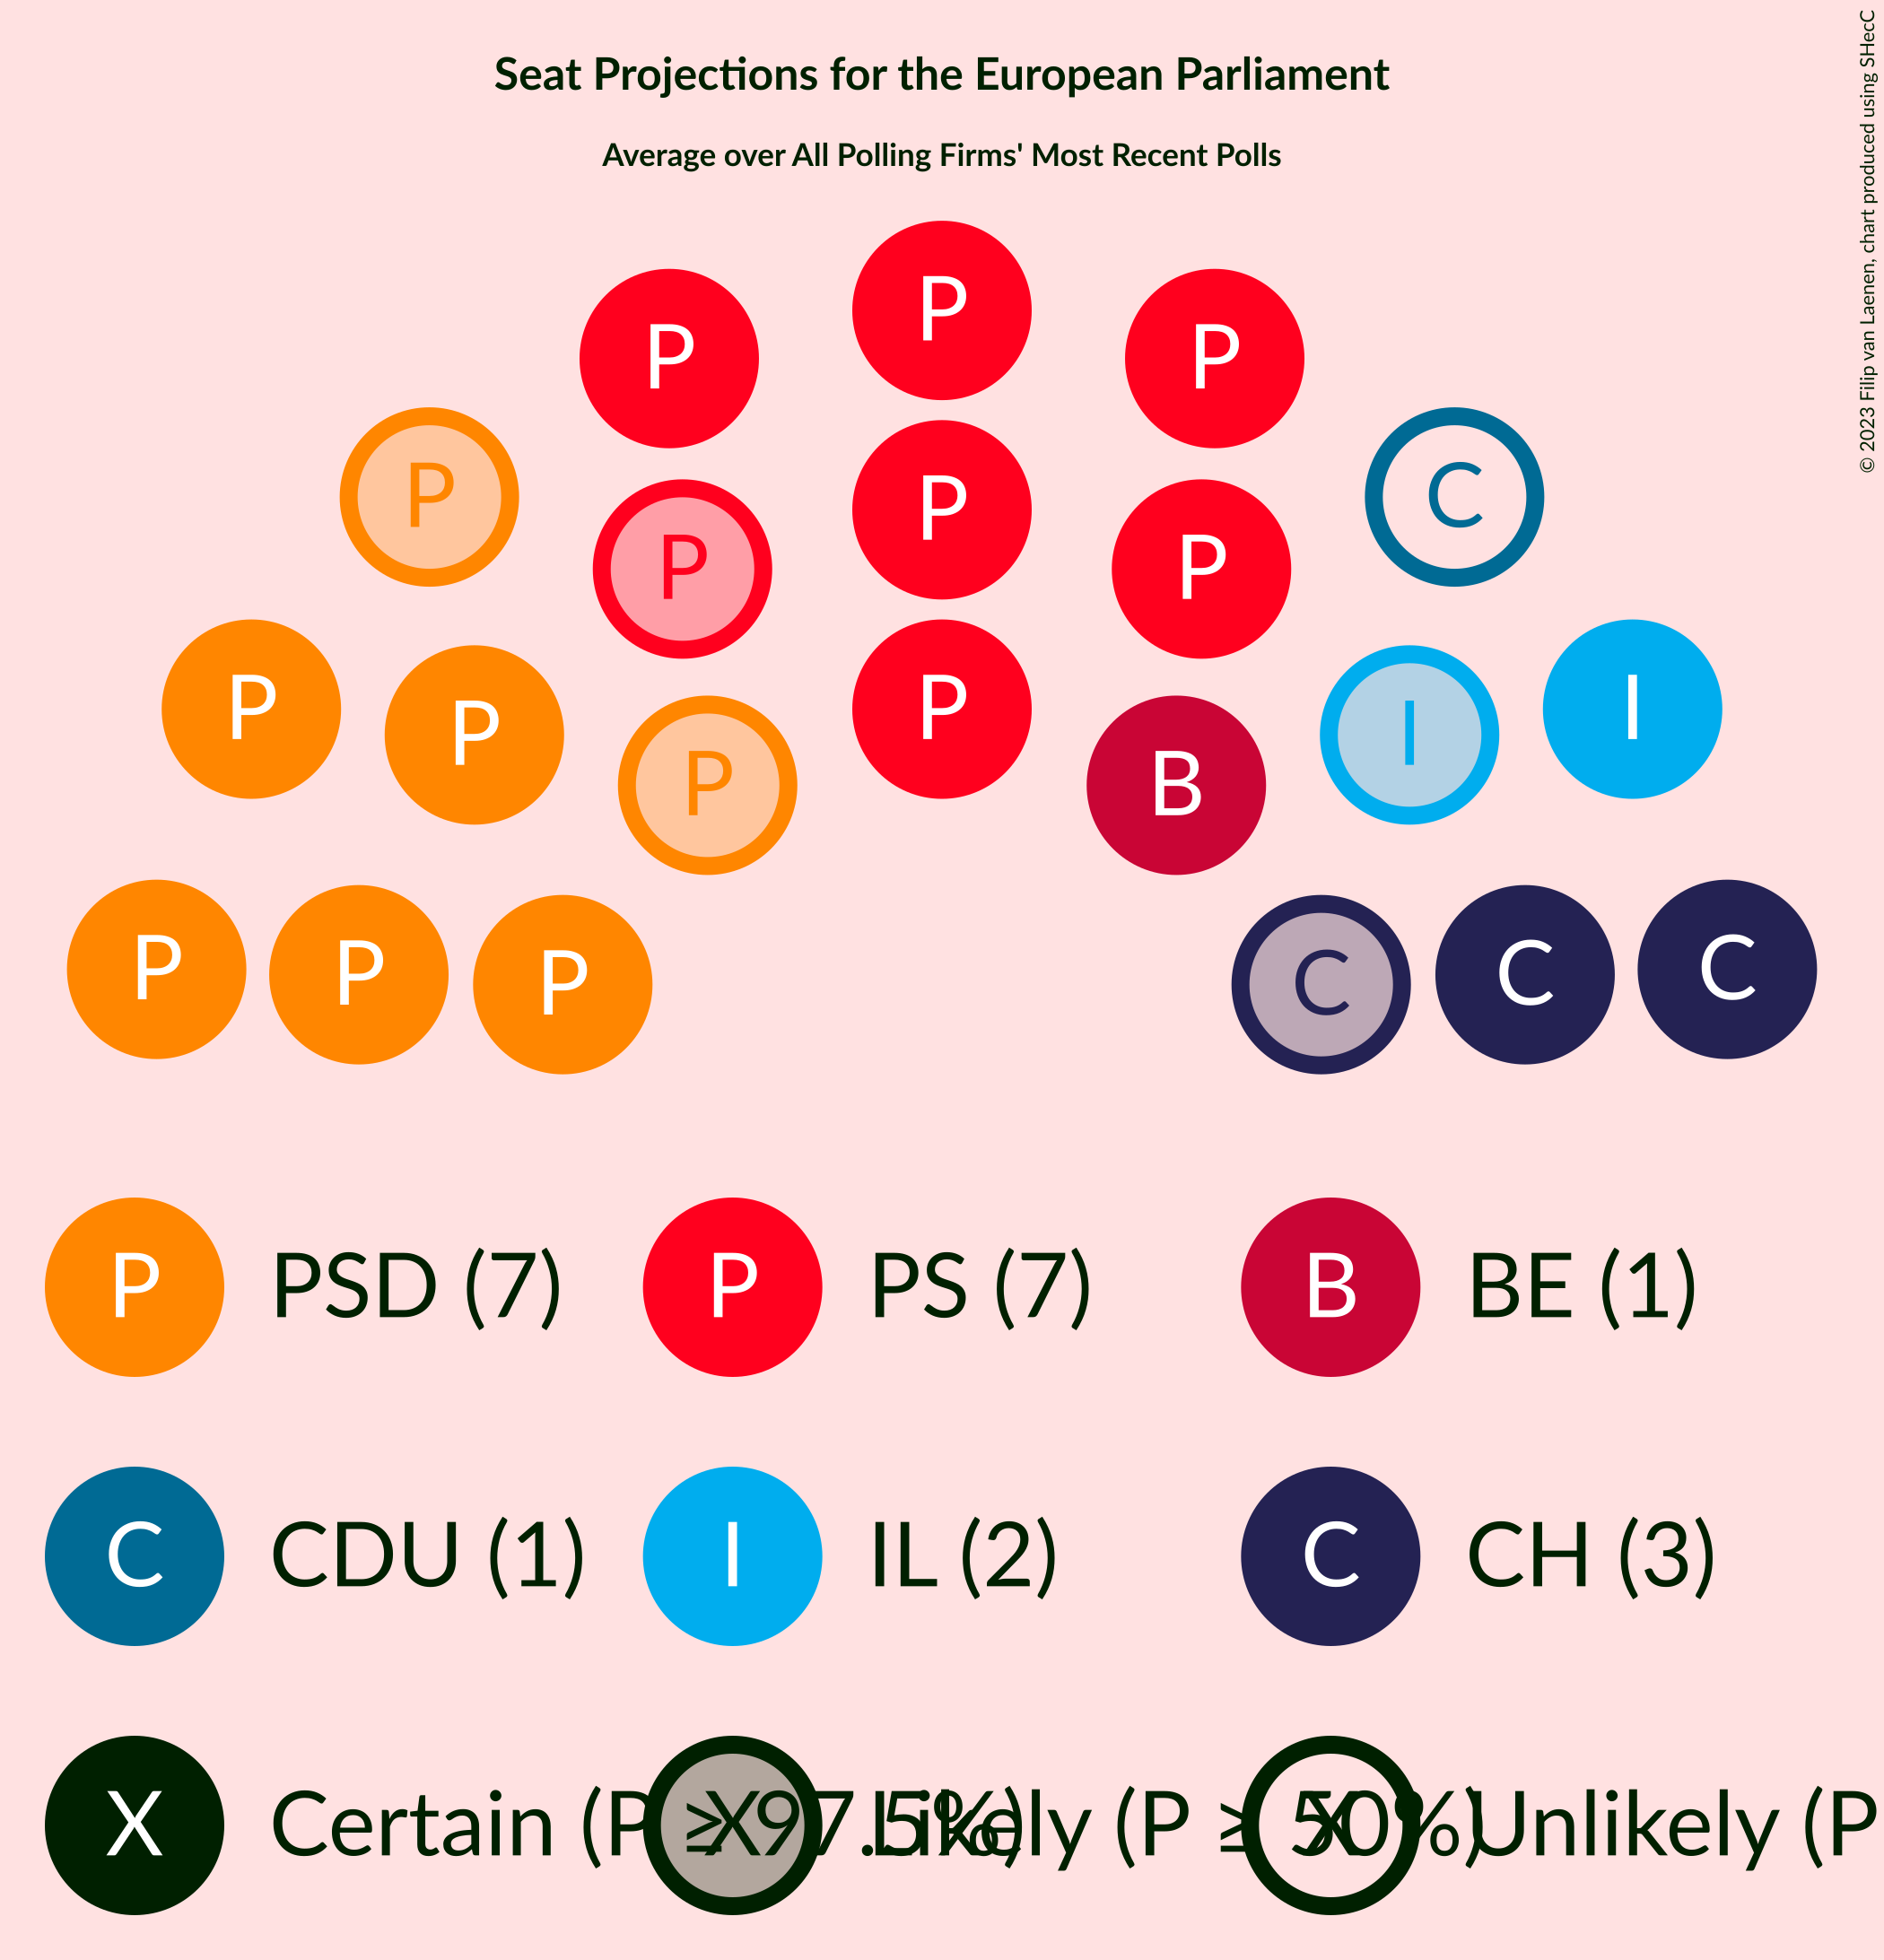 Seat Projections for the European Parliament
Average over All Polling Firms' Most Recent Polls
© 2023 Filip van Laenen, chart produced using SHecC
P
P P
P C
P
P P
P I
P P I
P
P B
P C
P C
P C
P PSD (7) P PS (7) B BE (1)
C CDU (1) I IL (2) C CH (3)
X Certain (P ≥ 97.5%) X Likely (P ≥ 50%) X Unlikely (P